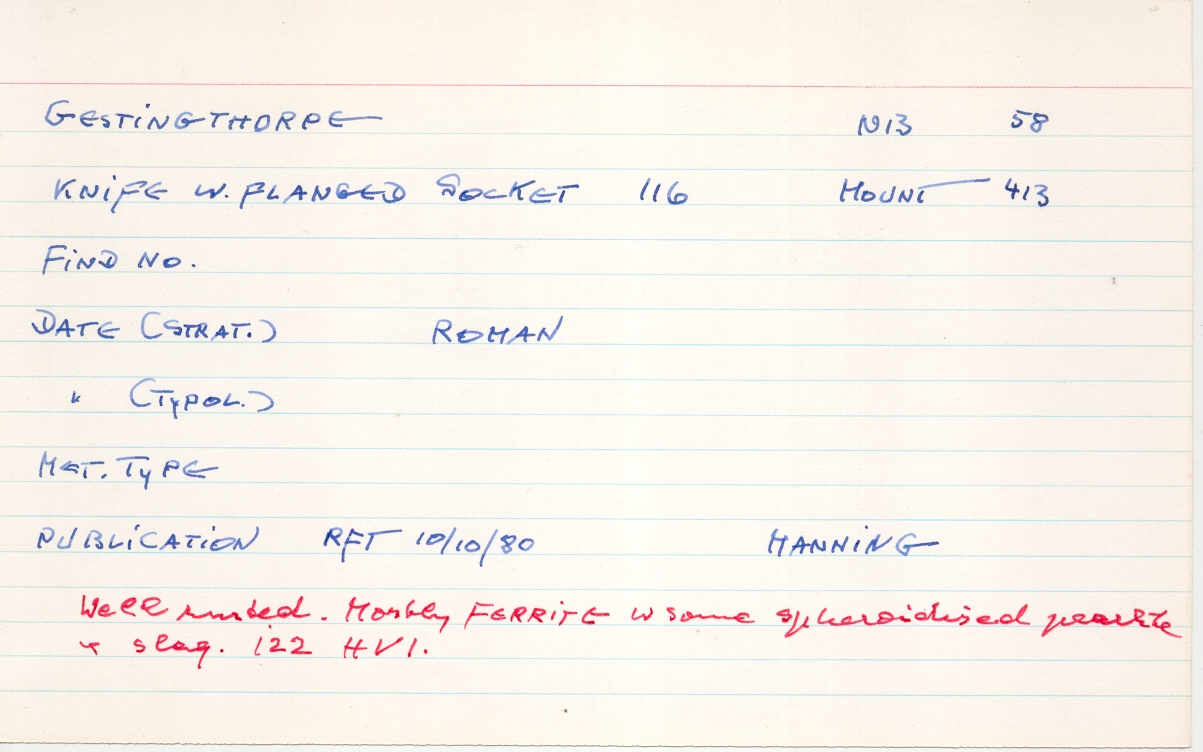 GESTINGTHORPE N13 58
KNIFE W. FLANGED SOCKET 116 MOUNT 413
FIND NO.
DATE (STRAT.) ROMAN
" (TYPOL.)
MET. TYPE
PUBLICATION RFT 10/10/80 MANNING
Well rusted. Mostly FERRITE w some spheroidised pearlite
+ slag. 122 HV1.